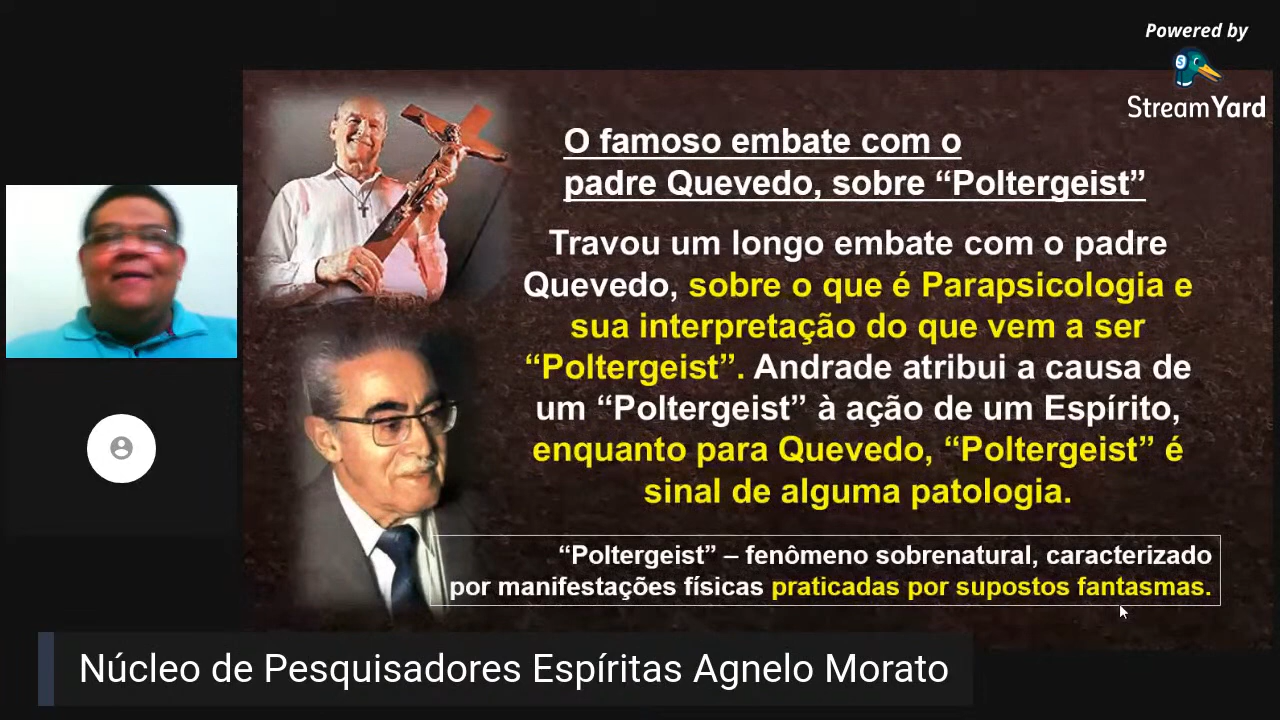 Powered by
StreamYard
O famoso embate com o
padre Quevedo, sobre “Poltergeist”
Travou um longo embate com o padre
Quevedo, sobre o que é Parapsicologia e
sua interpretação do que vem a ser
“Poltergeist”. Andrade atribui a causa de
um “Poltergeist” à ação de um Espírito,
enquanto para Quevedo, “Poltergeist” é
sinal de alguma patologia.
“Poltergeist” – fenômeno sobrenatural, caracterizado
por manifestações físicas praticadas por supostos fantasmas.
Núcleo de Pesquisadores Espíritas Agnelo Morato